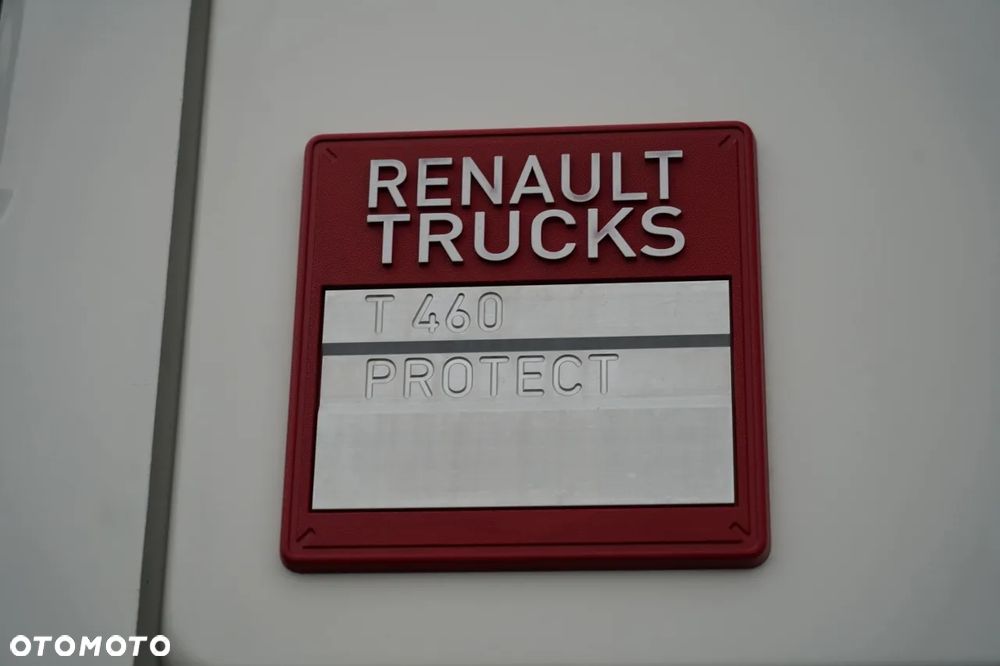 RENAULT
TRUCKS
T 460
PROTECT
OTOMOTO